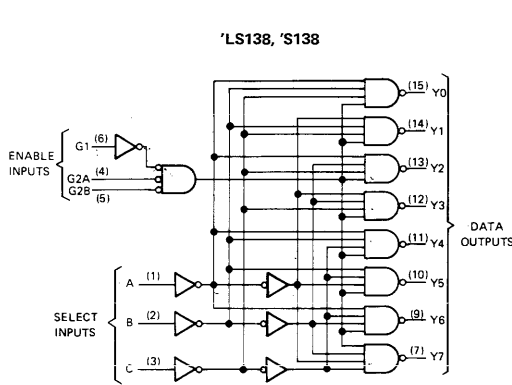 'LS138, 'S138
(15) Y0
(14) Y1
(13) Y2
(12) Y3
(11) Y4
(10) Y5
(9) Y6
(7) Y7
DATA
OUTPUTS
ENABLE
INPUTS
G1 (6)
G2A (4)
G2B (5)
SELECT
INPUTS
A (1)
B (2)
C (3)